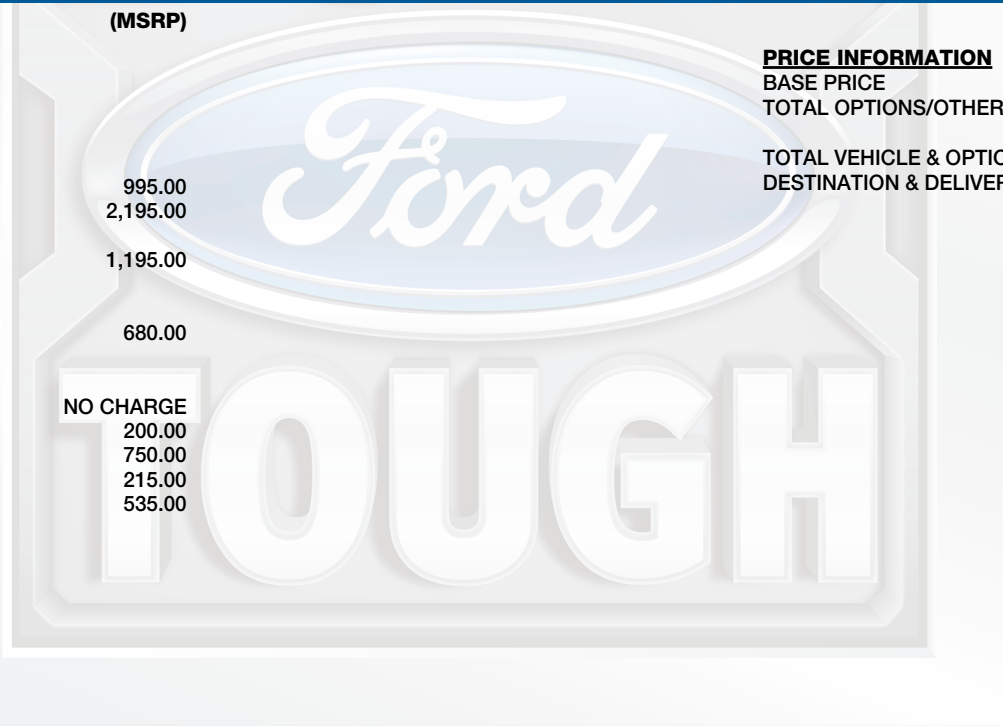 (MSRP)
995.00
2,195.00
1,195.00
680.00
NO CHARGE
200.00
750.00
215.00
535.00
PRICE INFORMATION
BASE PRICE
TOTAL OPTIONS/OTHER
TOTAL VEHICLE & OPTIO
DESTINATION & DELIVER
Ford
TOUGH